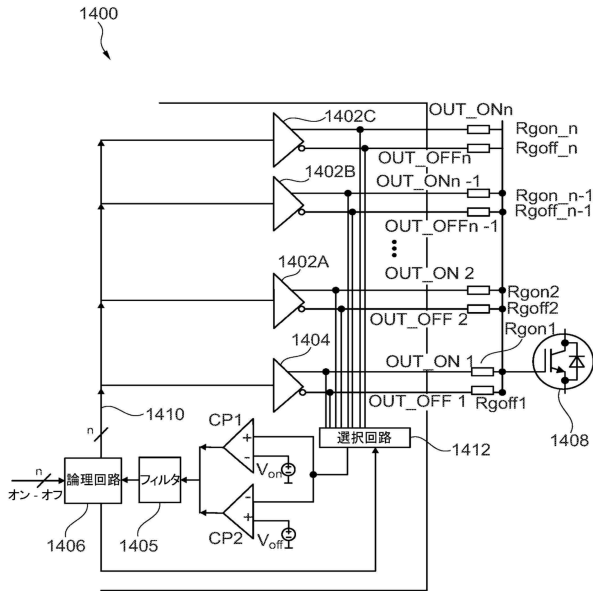 1400
1402C
OUT_ONn
Rgon_n
Rgoff_n
OUT_OFFn
1402B
OUT_ONn -1
Rgon_n-1
Rgoff_n-1
OUT_OFFn -1
1402A
OUT_ON 2
Rgon2
Rgoff2
OUT_OFF 2
Rgon1
1404
OUT_ON 1
OUT_OFF 1
Rgoff1
1408
1410
n
CP1
+
-
Von
選択回路
1412
n
オン - オフ
論理回路
フィルタ
-
+
CP2
Voff
1406
1405